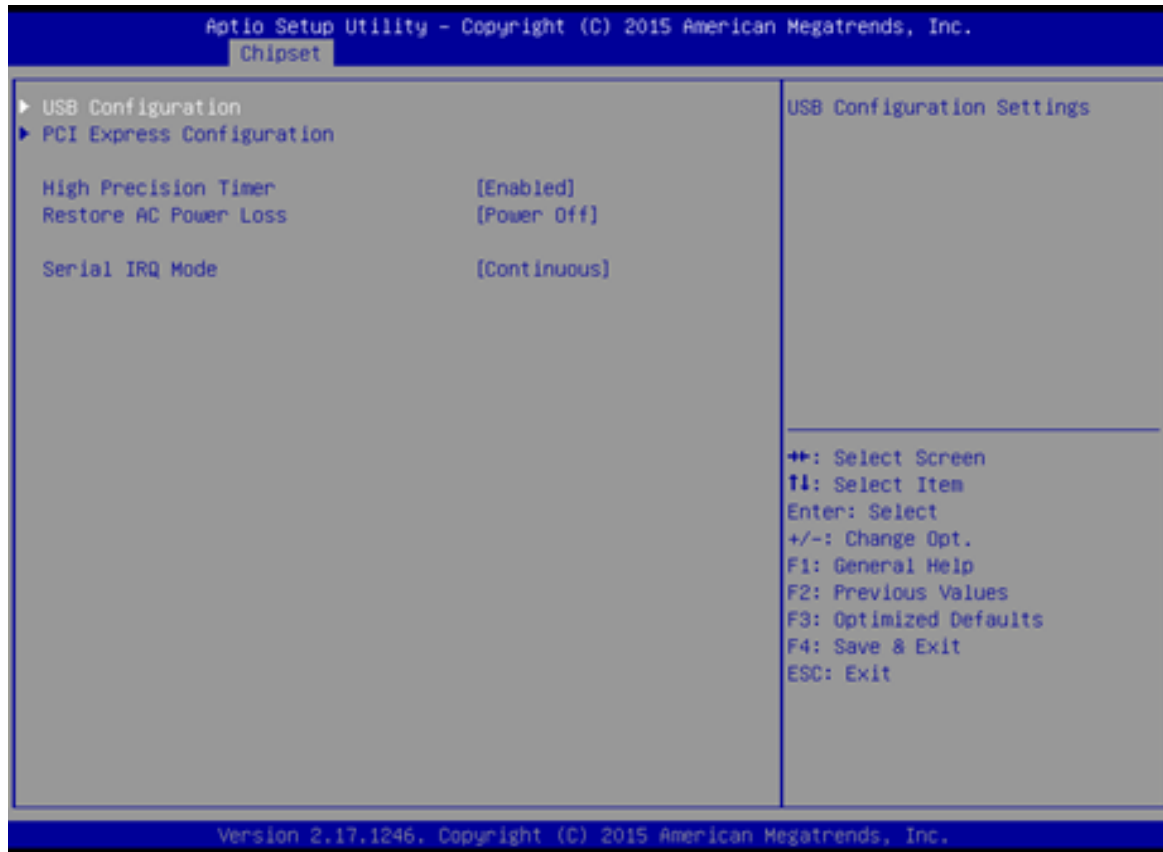 Aptio Setup Utility – Copyright (C) 2015 American Megatrends, Inc.
Chipset
USB Configuration
PCI Express Configuration
High Precision Timer [Enabled]
Restore AC Power Loss [Power Off]
Serial IRQ Mode [Continuous]
USB Configuration Settings
→←: Select Screen
↑↓: Select Item
Enter: Select
+/-: Change Opt.
F1: General Help
F2: Previous Values
F3: Optimized Defaults
F4: Save & Exit
ESC: Exit
Version 2.17.1246. Copyright (C) 2015 American Megatrends, Inc.